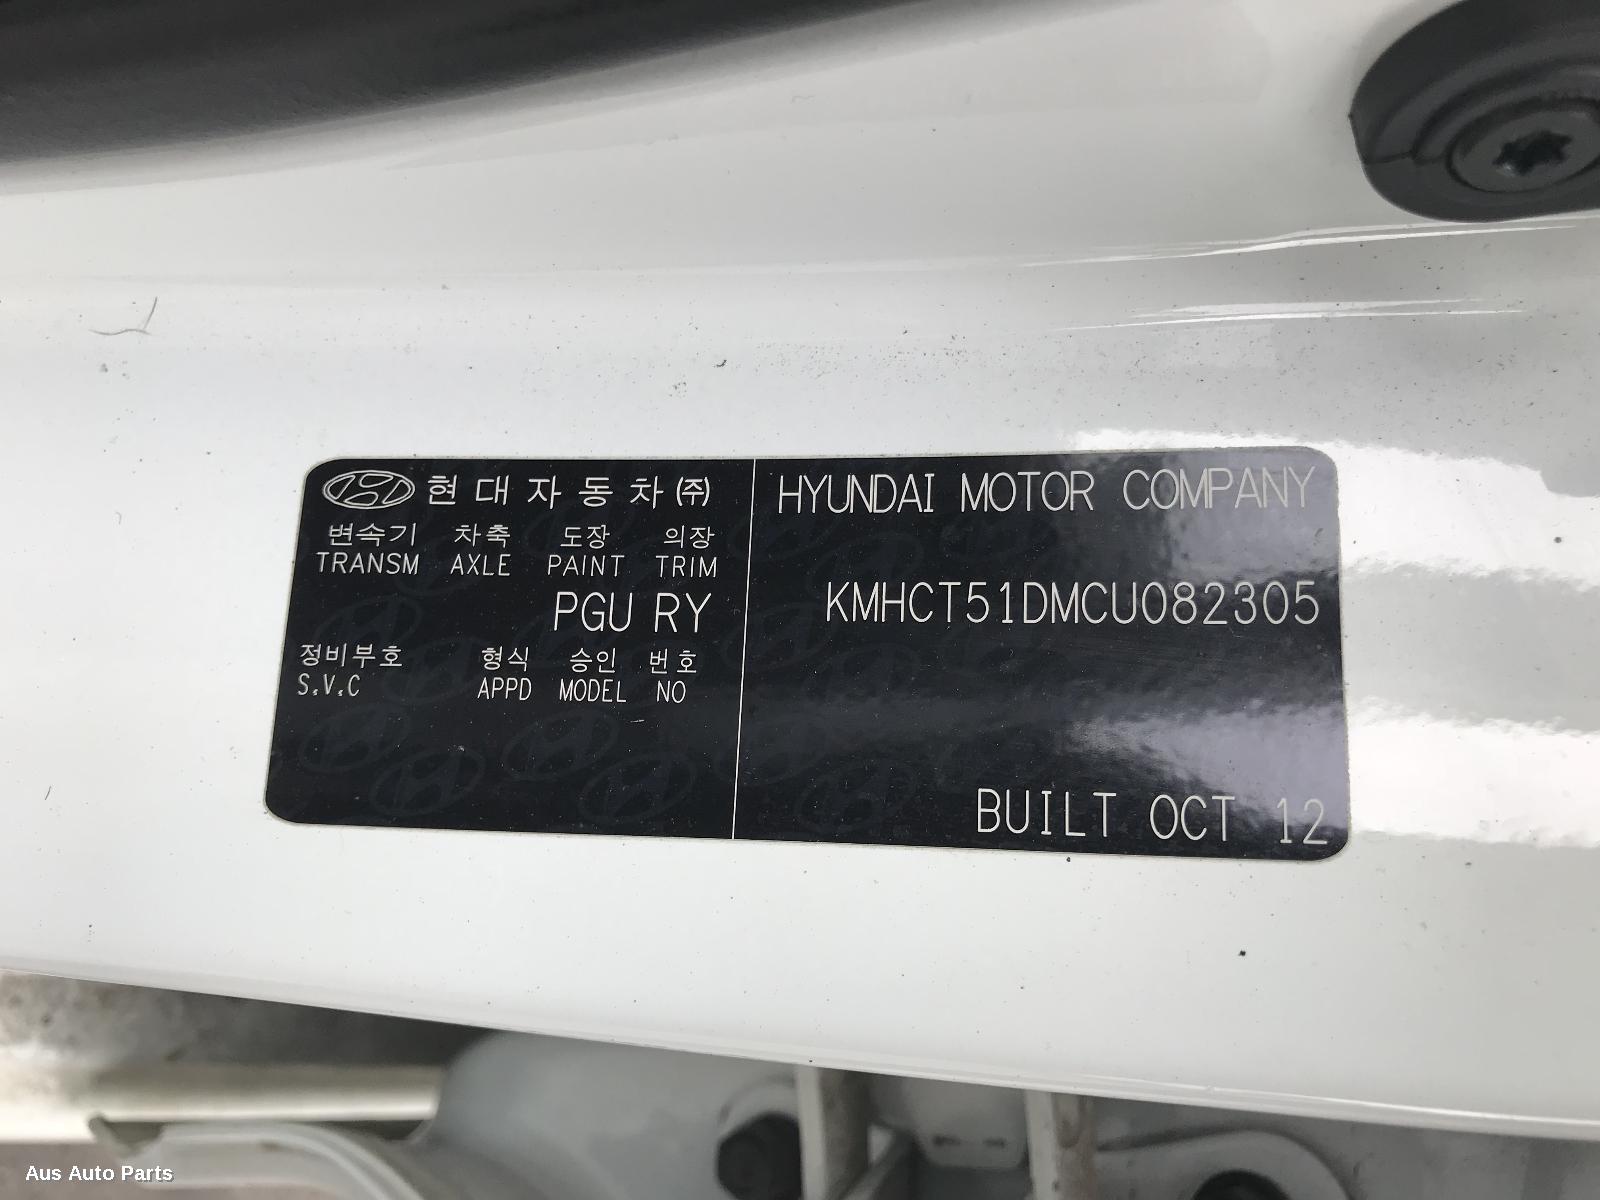 현대자동차㈜
변속기 차축 도장 의장
TRANSM AXLE PAINT TRIM
PGU RY
정비부호 형식 승인 번호
S.V.C APPD MODEL NO
HYUNDAI MOTOR COMPANY
KMHCT51DMCU082305
BUILT OCT 12
Aus Auto Parts